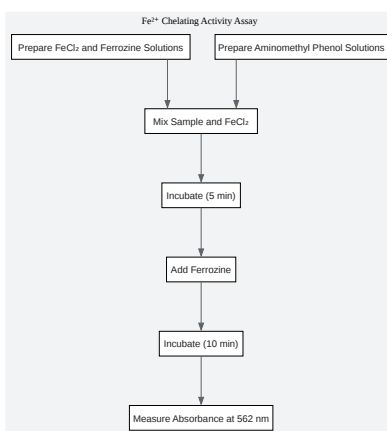 Fe²⁺ Chelating Activity Assay
Prepare FeCl₂ and Ferrozine Solutions
Prepare Aminomethyl Phenol Solutions
Mix Sample and FeCl₂
Incubate (5 min)
Add Ferrozine
Incubate (10 min)
Measure Absorbance at 562 nm